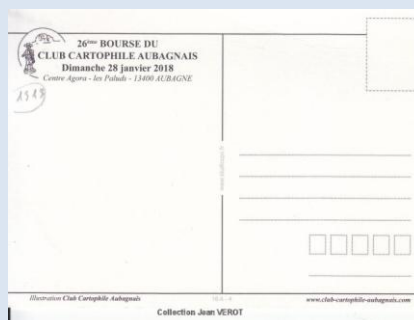 26ème BOURSE DU
CLUB CARTOPHILE AUBAGNAIS
Dimanche 28 janvier 2018
Centre Agora - les Paluds - 13400 AUBAGNE
Illustration Club Cartophile Aubagnais
www.club-cartophile-aubagnais.com
Collection Jean VEROT